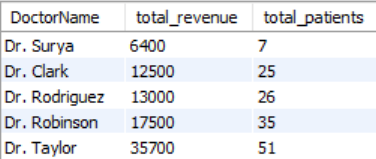 DoctorName total_revenue total_patients
Dr. Surya 6400 7
Dr. Clark 12500 25
Dr. Rodriguez 13000 26
Dr. Robinson 17500 35
Dr. Taylor 35700 51